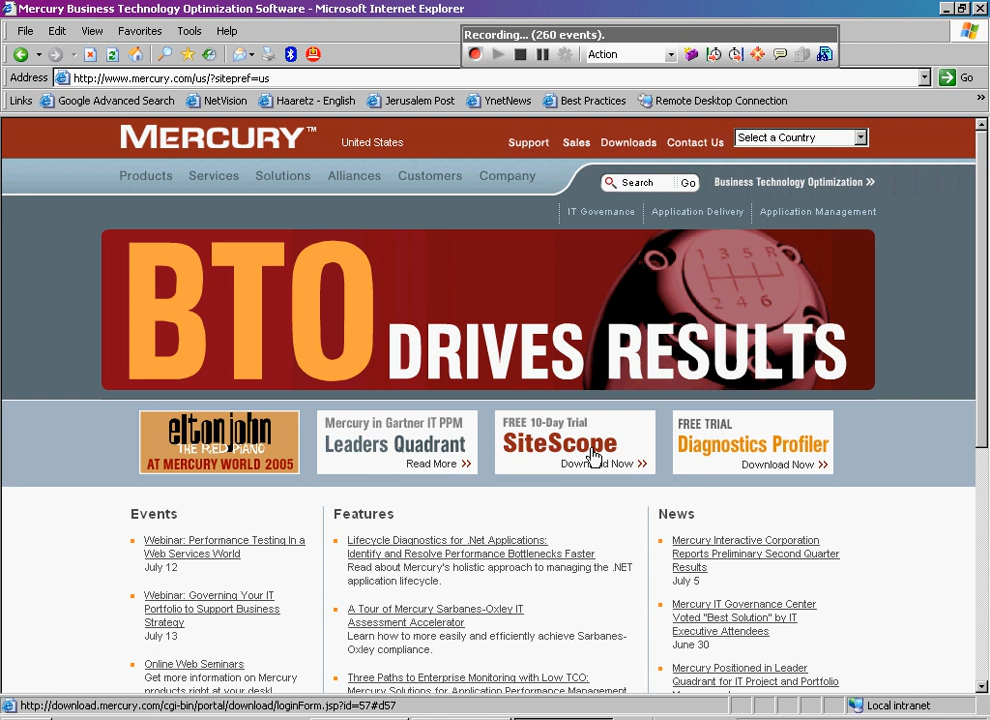 Mercury Business Technology Optimization Software - Microsoft Internet Explorer
File Edit View Favorites Tools Help
Recording... (260 events).
Action
Address http://www.mercury.com/us/?sitepref=us Go
Links Google Advanced Search NetVision Haaretz - English Jerusalem Post YnetNews Best Practices Remote Desktop Connection »
MERCURY™ United States Support Sales Downloads Contact Us Select a Country
Products Services Solutions Alliances Customers Company
Search Go Business Technology Optimization »
IT Governance Application Delivery Application Management
1 3 5 R
2 4 6
BTO DRIVES RESULTS
elton john
THE RED PIANO
AT MERCURY WORLD 2005
Mercury in Gartner IT PPM
Leaders Quadrant
Read More »
FREE 10-Day Trial
SiteScope
Download Now »
FREE TRIAL
Diagnostics Profiler
Download Now »
Events
Webinar: Performance Testing In a
Web Services World
July 12
Webinar: Governing Your IT
Portfolio to Support Business
Strategy
July 13
Online Web Seminars
Get more information on Mercury
products right at your desk!
Features
Lifecycle Diagnostics for .Net Applications:
Identify and Resolve Performance Bottlenecks Faster
Read about Mercury's holistic approach to managing the .NET
application lifecycle.
A Tour of Mercury Sarbanes-Oxley IT
Assessment Accelerator
Learn how to more easily and efficiently achieve Sarbanes-
Oxley compliance.
Three Paths to Enterprise Monitoring with Low TCO:
Mercury Solutions for Application Performance Management
News
Mercury Interactive Corporation
Reports Preliminary Second Quarter
Results
July 5
Mercury IT Governance Center
Voted "Best Solution" by IT
Executive Attendees
June 30
Mercury Positioned in Leader
Quadrant for IT Project and Portfolio
http://download.mercury.com/cgi-bin/portal/download/loginForm.jsp?id=57#d57 Local intranet